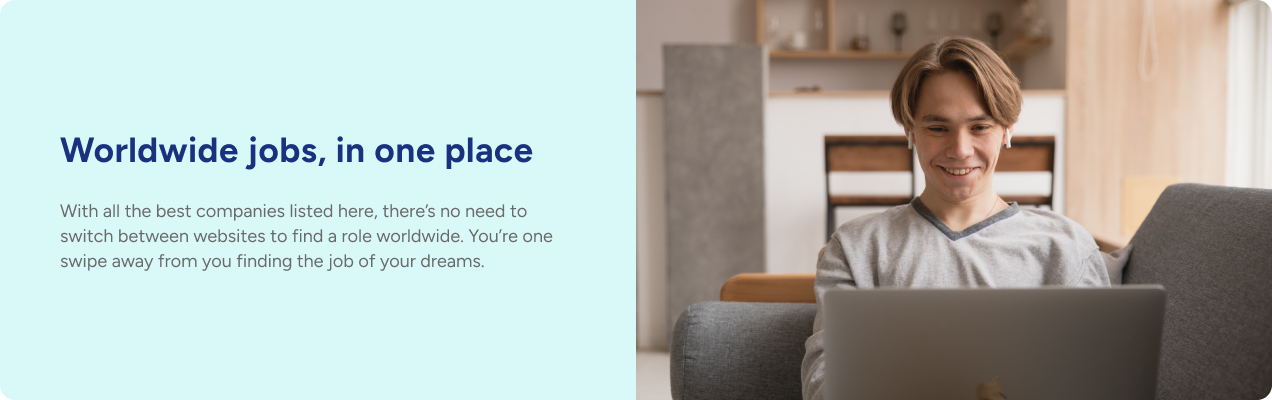 Worldwide jobs, in one place
With all the best companies listed here, there’s no need to
switch between websites to find a role worldwide. You’re one
swipe away from you finding the job of your dreams.